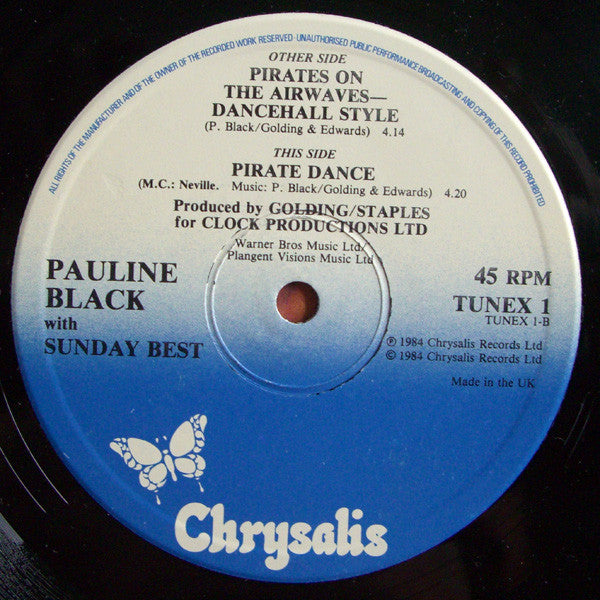 ALL RIGHTS OF THE MANUFACTURER AND OF THE OWNER OF THE RECORDED WORK RESERVED · UNAUTHORISED PUBLIC PERFORMANCE BROADCASTING AND COPYING OF THIS RECORD PROHIBITED
OTHER SIDE
PIRATES ON
THE AIRWAVES—
DANCEHALL STYLE
(P. Black/Golding & Edwards) 4.14
THIS SIDE
PIRATE DANCE
(M.C.: Neville. Music: P. Black/Golding & Edwards) 4.20
Produced by GOLDING/STAPLES
for CLOCK PRODUCTIONS LTD
Warner Bros Music Ltd/
Plangent Visions Music Ltd
PAULINE
BLACK
with
SUNDAY BEST
45 RPM
TUNEX 1
TUNEX 1-B
℗ 1984 Chrysalis Records Ltd
© 1984 Chrysalis Records Ltd
Made in the UK
Chrysalis